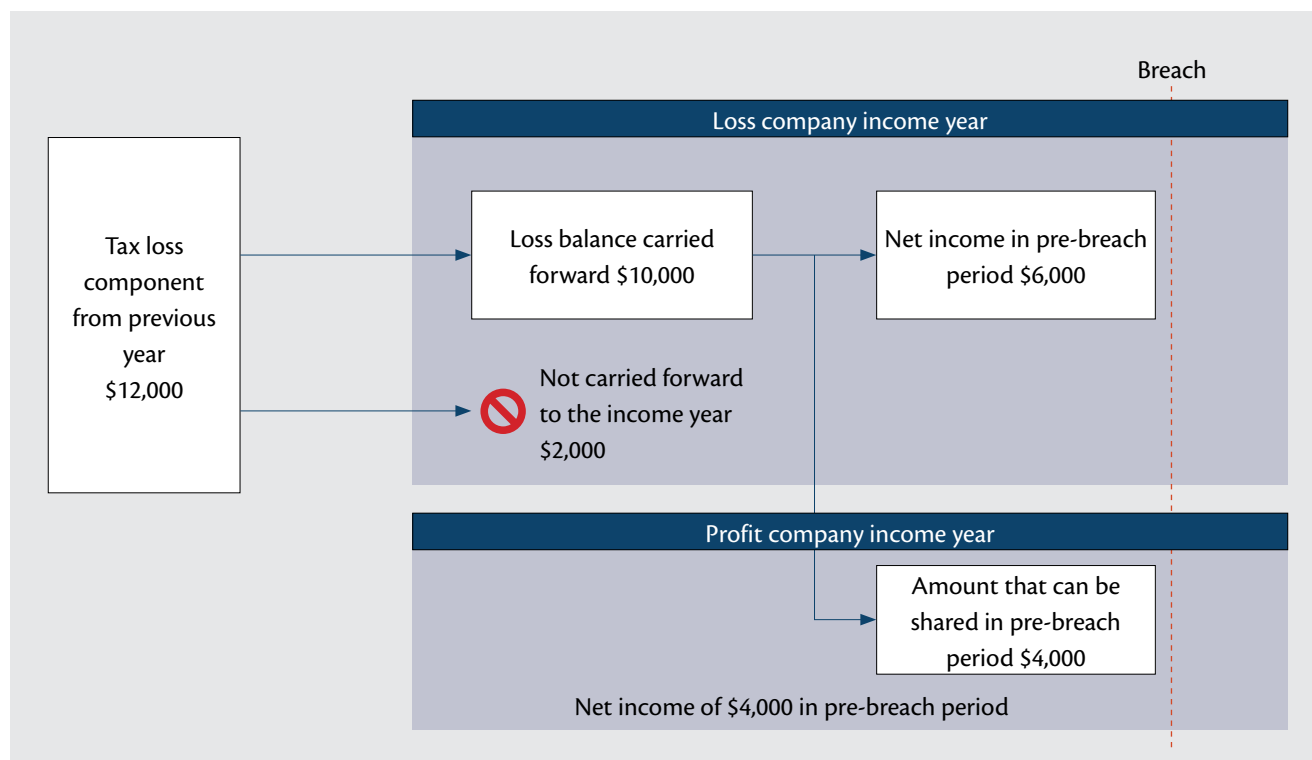 Breach
Loss company income year
Tax loss
component
from previous
year
$12,000
Loss balance carried
forward $10,000
Net income in pre-breach
period $6,000
Not carried forward
to the income year
$2,000
Profit company income year
Amount that can be
shared in pre-breach
period $4,000
Net income of $4,000 in pre-breach period